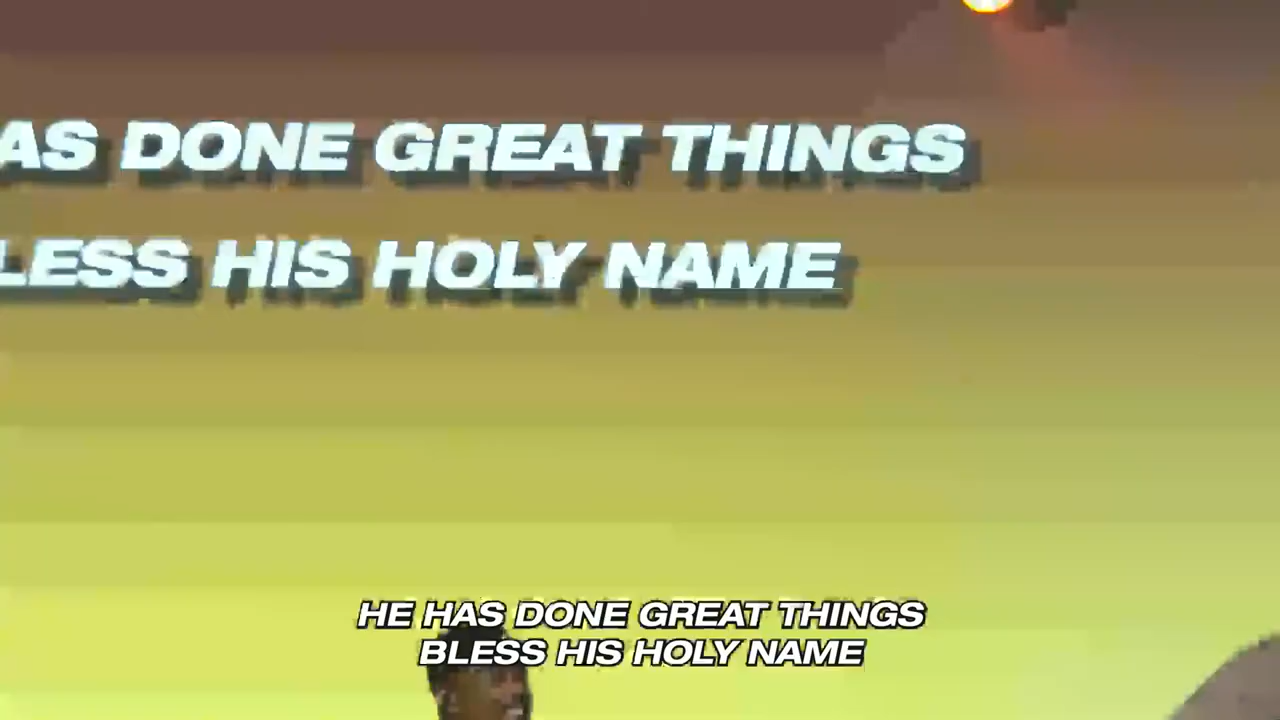 AS DONE GREAT THINGS
LESS HIS HOLY NAME
HE HAS DONE GREAT THINGS
BLESS HIS HOLY NAME